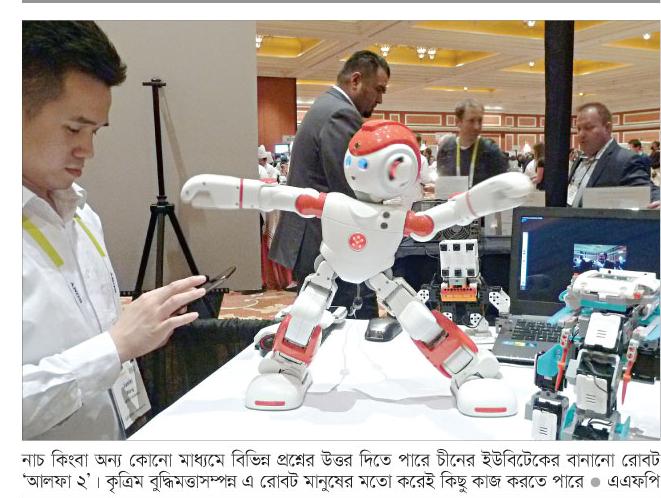 নাচ কিংবা অন্য কোনো মাধ্যমে বিভিন্ন প্রশ্নের উত্তর দিতে পারে চীনের ইউবিটেকের বানানো রোবট
‘আলফা ২’। কৃত্রিম বুদ্ধিমত্তাসম্পন্ন এ রোবট মানুষের মতো করেই কিছু কাজ করতে পারে ● এএফপি